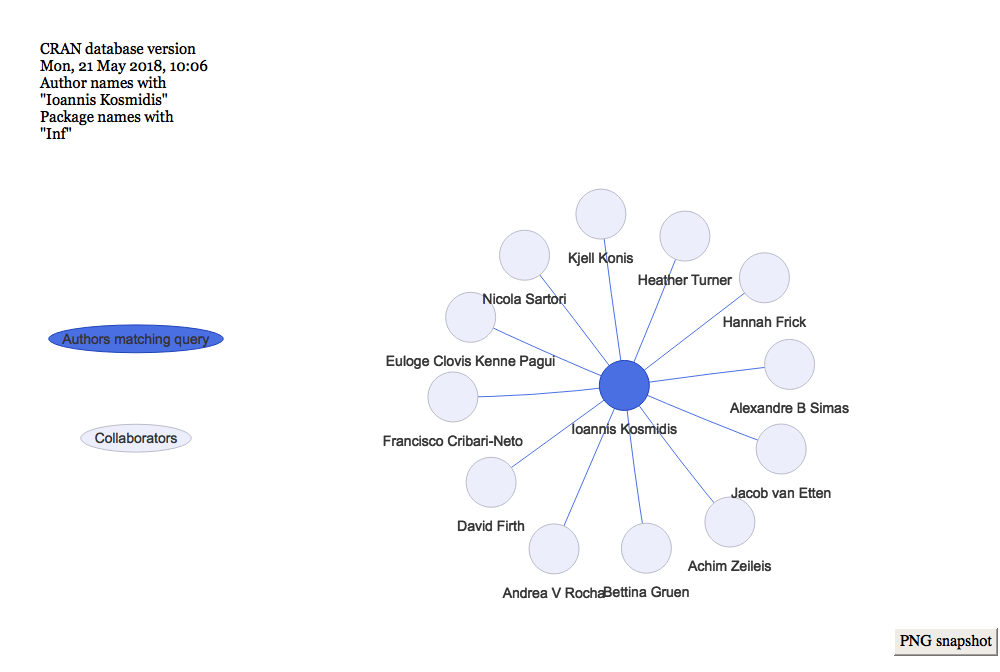 CRAN database version
Mon, 21 May 2018, 10:06
Author names with
"Ioannis Kosmidis"
Package names with
"Inf"
Kjell Konis
Heather Turner
Nicola Sartori
Hannah Frick
Authors matching query
Euloge Clovis Kenne Pagui
Alexandre B Simas
Ioannis Kosmidis
Collaborators
Francisco Cribari-Neto
Jacob van Etten
David Firth
Achim Zeileis
Andrea V Rocha
Bettina Gruen
PNG snapshot